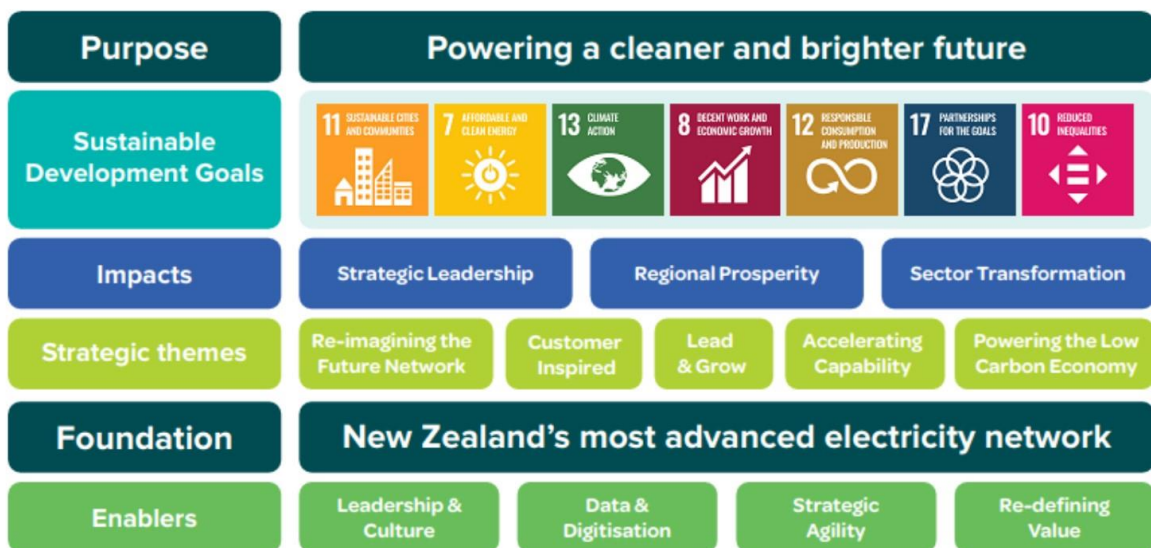 Purpose
Powering a cleaner and brighter future
Sustainable
Development Goals
11 SUSTAINABLE CITIES
AND COMMUNITIES
7 AFFORDABLE AND
CLEAN ENERGY
13 CLIMATE
ACTION
8 DECENT WORK AND
ECONOMIC GROWTH
12 RESPONSIBLE
CONSUMPTION
AND PRODUCTION
17 PARTNERSHIPS
FOR THE GOALS
10 REDUCED
INEQUALITIES
Impacts
Strategic Leadership
Regional Prosperity
Sector Transformation
Strategic themes
Re-imagining the
Future Network
Customer
Inspired
Lead
& Grow
Accelerating
Capability
Powering the Low
Carbon Economy
Foundation
New Zealand’s most advanced electricity network
Enablers
Leadership &
Culture
Data &
Digitisation
Strategic
Agility
Re-defining
Value